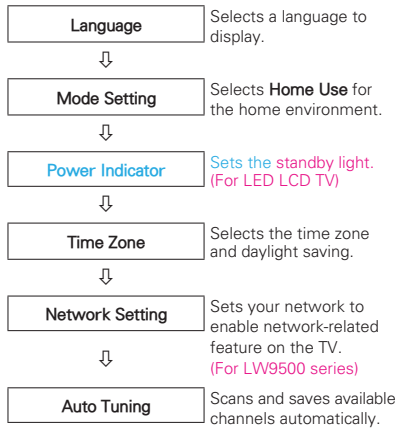 Language
Selects a language to
display.
Mode Setting
Selects Home Use for
the home environment.
Power Indicator
Sets the standby light.
(For LED LCD TV)
Time Zone
Selects the time zone
and daylight saving.
Network Setting
Sets your network to
enable network-related
feature on the TV.
(For LW9500 series)
Auto Tuning
Scans and saves available
channels automatically.